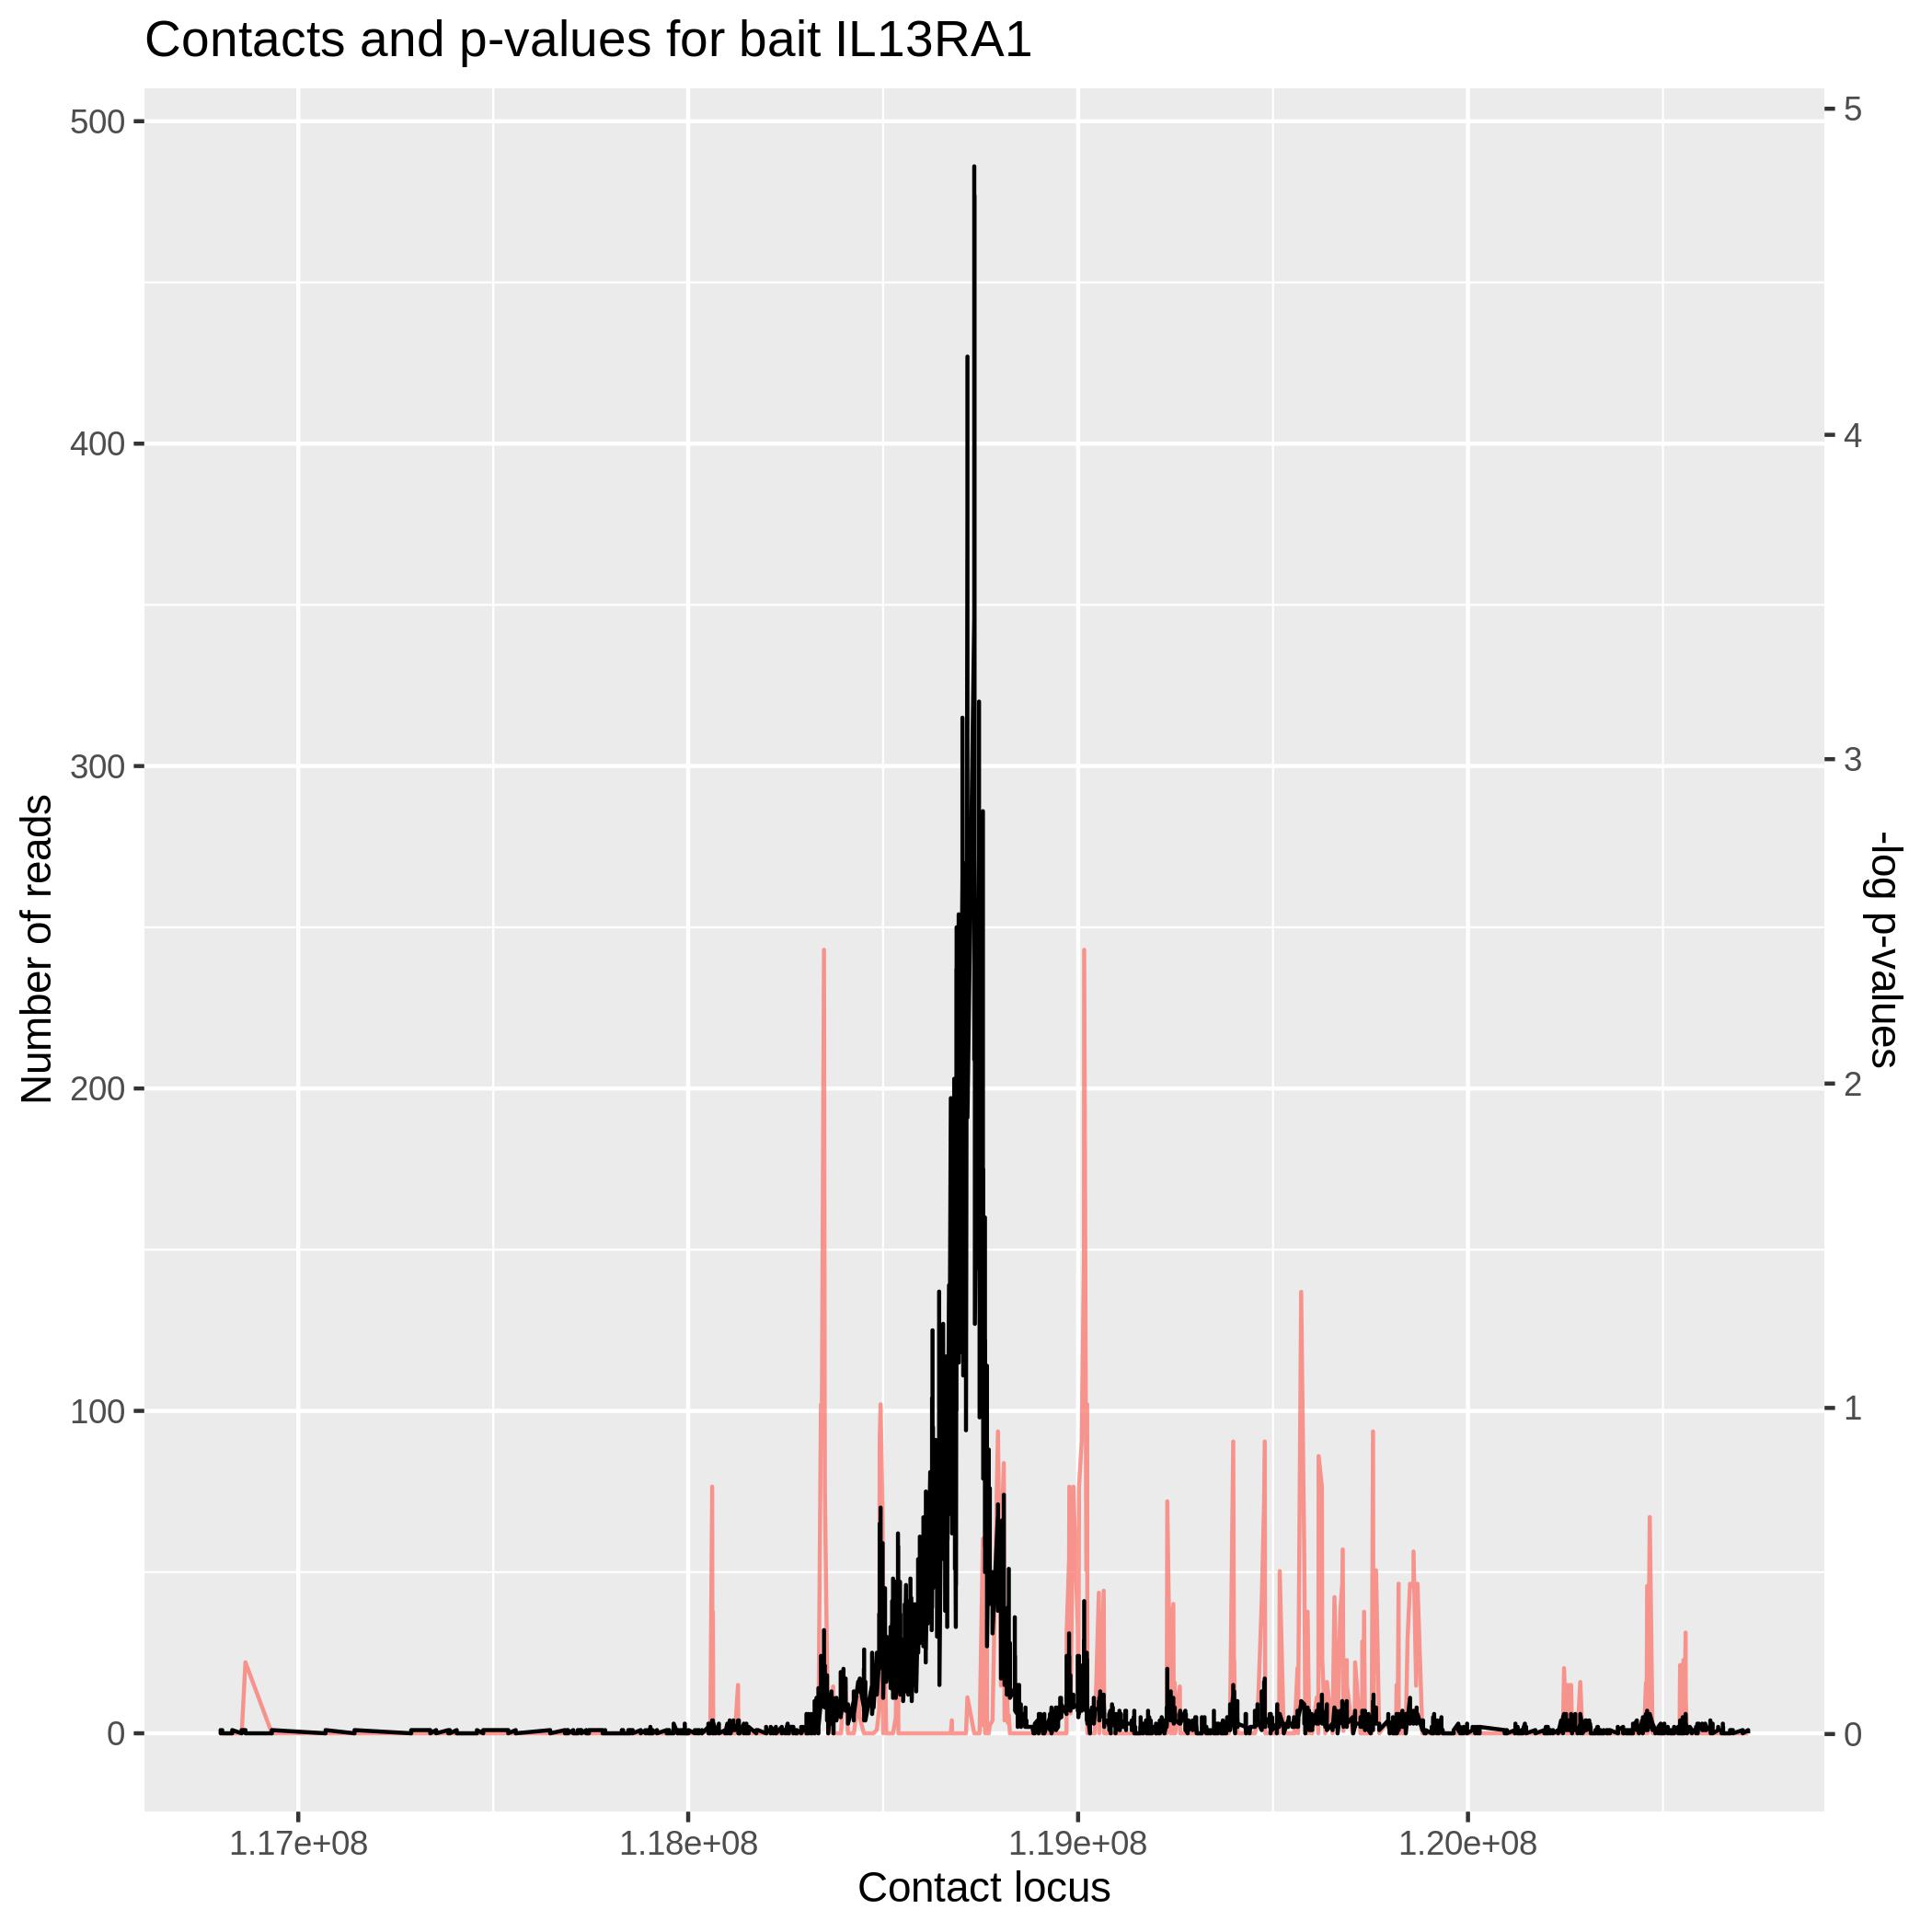 Contacts and p-values for bait IL13RA1
500
400
300
200
100
0
Number of reads
5
4
3
2
1
0
-log p-values
1.17e+08
1.18e+08
1.19e+08
1.20e+08
Contact locus